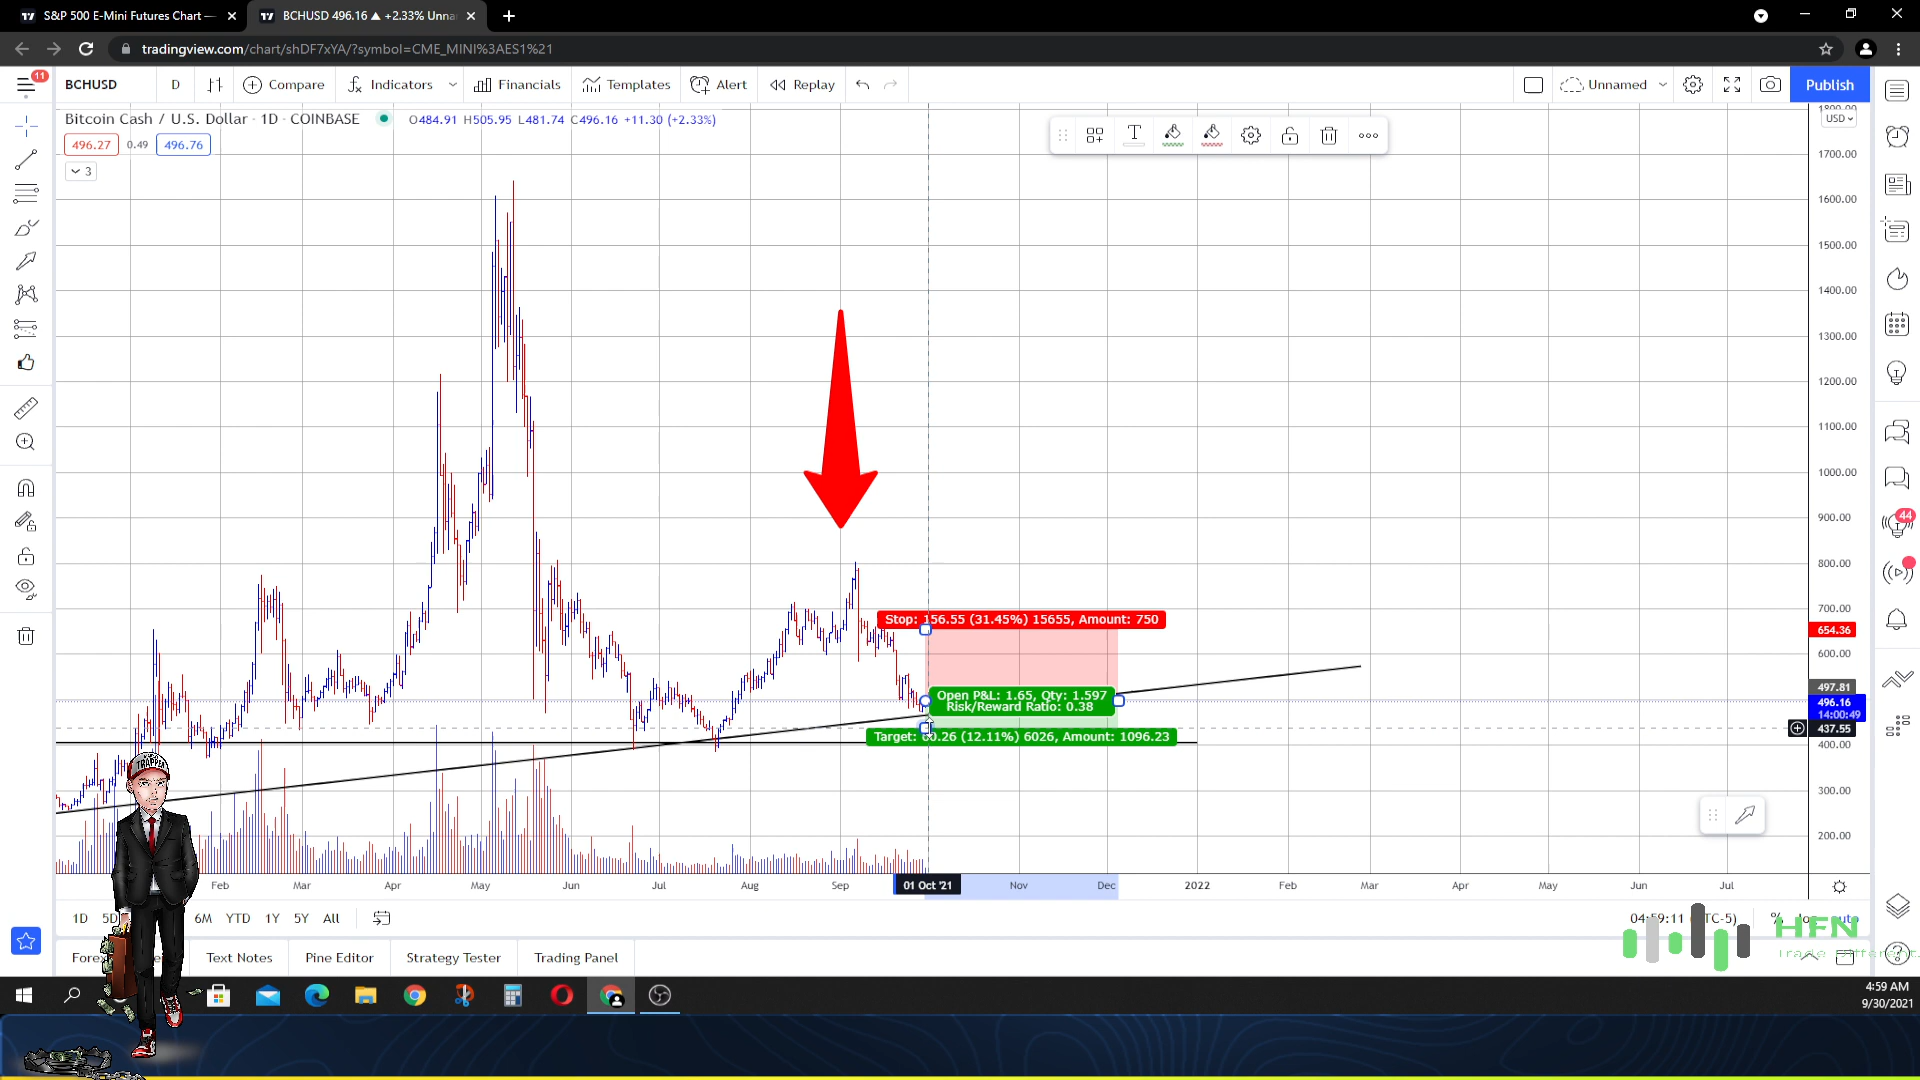 S&P 500 E-Mini Futures Chart —
BCHUSD 496.16 ▲ +2.33% Unna
tradingview.com/chart/shDF7xYA/?symbol=CME_MINI%3AES1%21
11
BCHUSD
D
Compare
Indicators
Financials
Templates
Alert
Replay
Unnamed
Publish
Bitcoin Cash / U.S. Dollar · 1D · COINBASE
O484.91 H505.95 L481.74 C496.16 +11.30 (+2.33%)
496.27
0.49
496.76
3
T
1800.00
USD
1700.00
1600.00
1500.00
1400.00
1300.00
1200.00
1100.00
1000.00
900.00
800.00
700.00
654.36
600.00
497.81
496.16
14:00:49
437.55
400.00
300.00
200.00
44
Stop: 156.55 (31.45%) 15655, Amount: 750
Open P&L: 1.65, Qty: 1.597
Risk/Reward Ratio: 0.38
Target: 60.26 (12.11%) 6026, Amount: 1096.23
TRAPPER
Feb
Mar
Apr
May
Jun
Jul
Aug
Sep
01 Oct '21
Nov
Dec
2022
Feb
Mar
Apr
May
Jun
Jul
1D
5D
6M
YTD
1Y
5Y
All
%
HFN
Text Notes
Pine Editor
Strategy Tester
Trading Panel
4:59 AM
9/30/2021